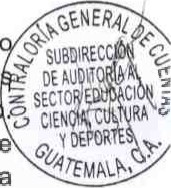 CONTRALORÍA GENERAL DE CUENTAS
SUBDIRECCIÓN
DE AUDITORÍA AL
SECTOR EDUCACIÓN
CIENCIA, CULTURA
Y DEPORTES
GUATEMALA, C.A.
o
e
a